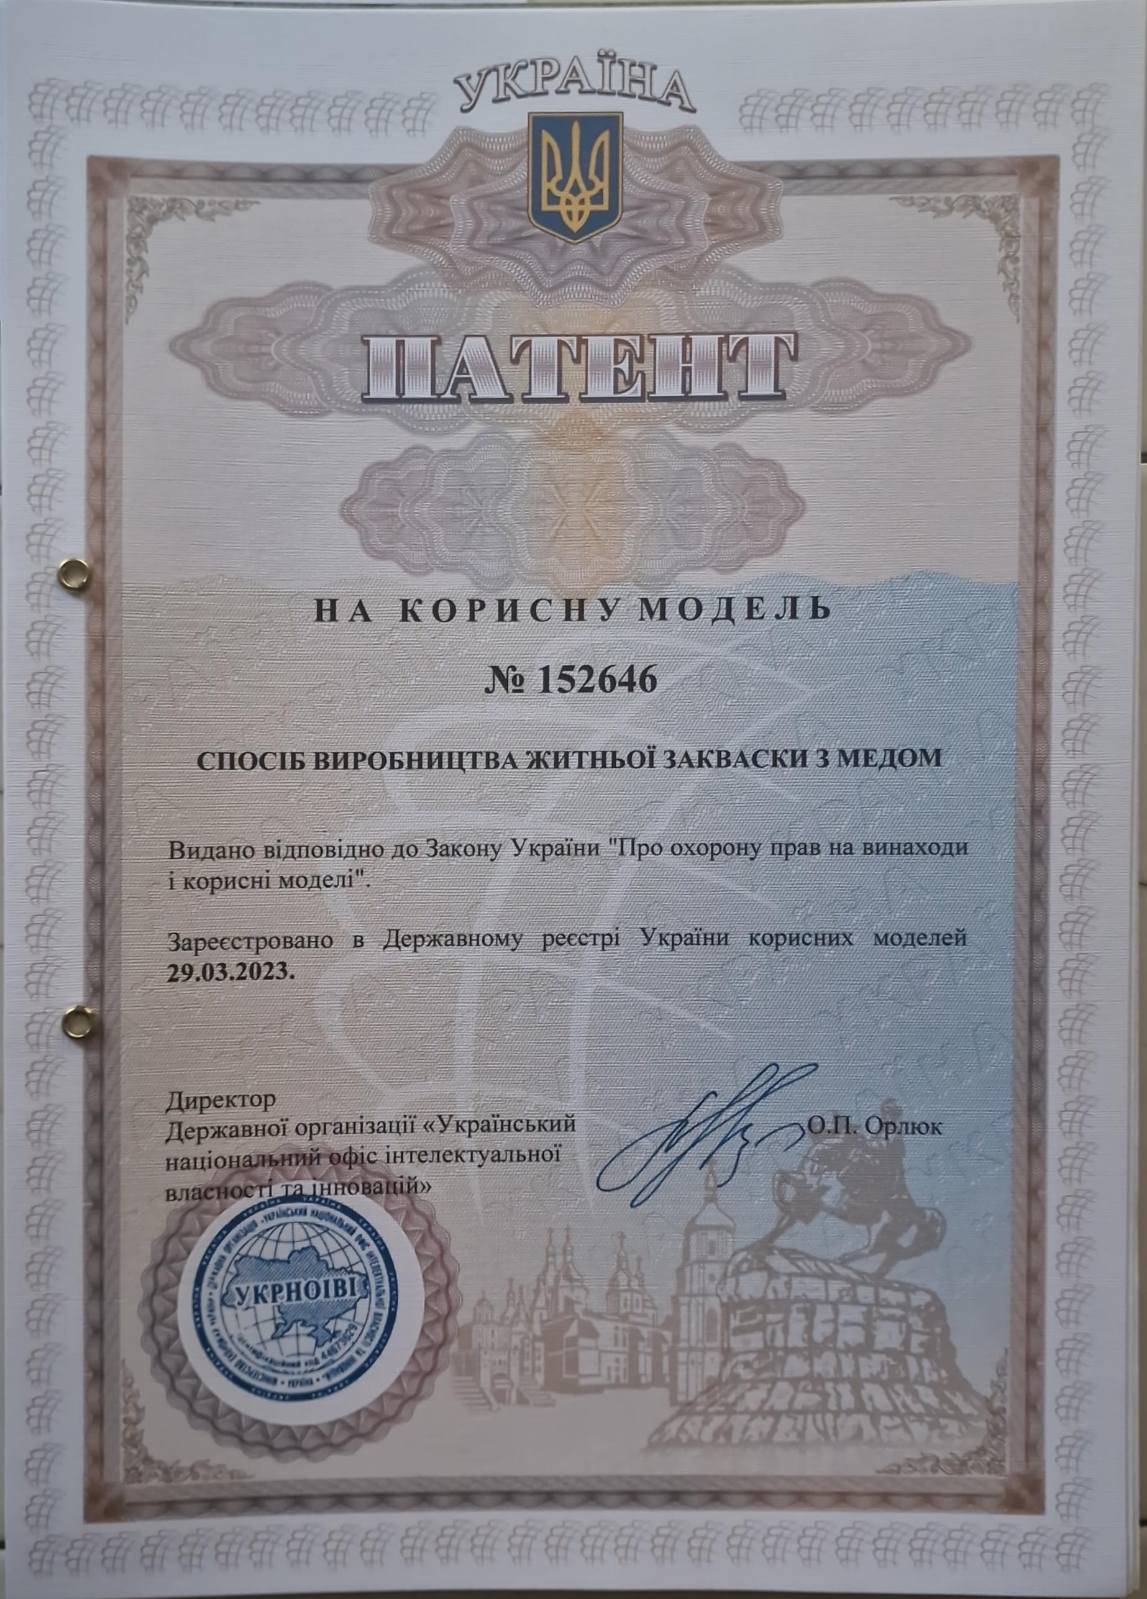 УКРАЇНА
ПАТЕНТ
НА КОРИСНУ МОДЕЛЬ
№ 152646
СПОСІБ ВИРОБНИЦТВА ЖИТНЬОЇ ЗАКВАСКИ З МЕДОМ
Видано відповідно до Закону України "Про охорону прав на винаходи
і корисні моделі".
Зареєстровано в Державному реєстрі України корисних моделей
29.03.2023.
Директор
Державної організації «Український
національний офіс інтелектуальної
власності та інновацій»
О.П. Орлюк
УКРНОІВІ